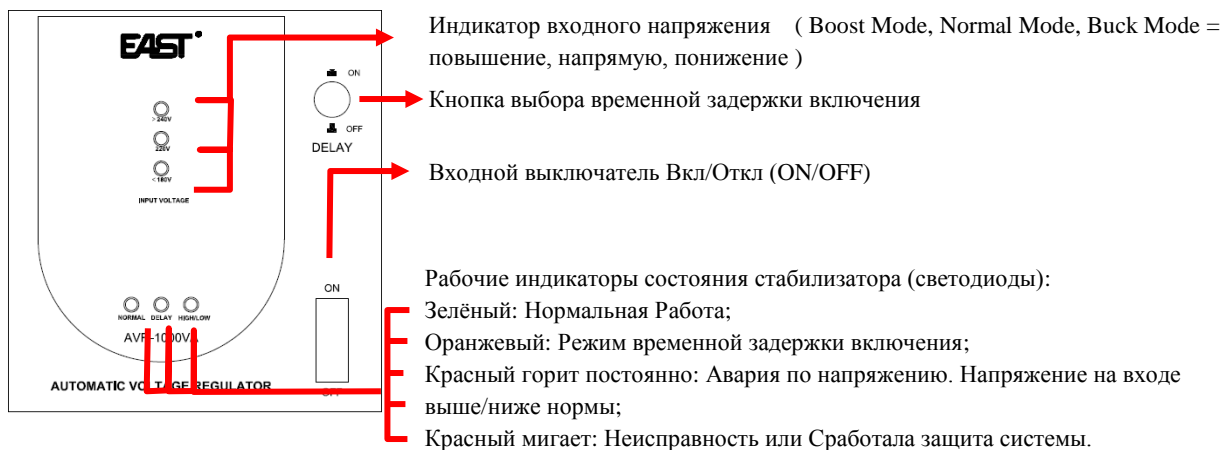 EAST
>240V
220V
<180V
INPUT VOLTAGE
ON
OFF
DELAY
ON
OFF
NORMAL DELAY HIGH/LOW
AVR-1000VA
AUTOMATIC VOLTAGE REGULATOR
Индикатор входного напряжения ( Boost Mode, Normal Mode, Buck Mode =
повышение, напрямую, понижение )
Кнопка выбора временной задержки включения
Входной выключатель Вкл/Откл (ON/OFF)
Рабочие индикаторы состояния стабилизатора (светодиоды):
Зелёный: Нормальная Работа;
Оранжевый: Режим временной задержки включения;
Красный горит постоянно: Авария по напряжению. Напряжение на входе
выше/ниже нормы;
Красный мигает: Неисправность или Сработала защита системы.